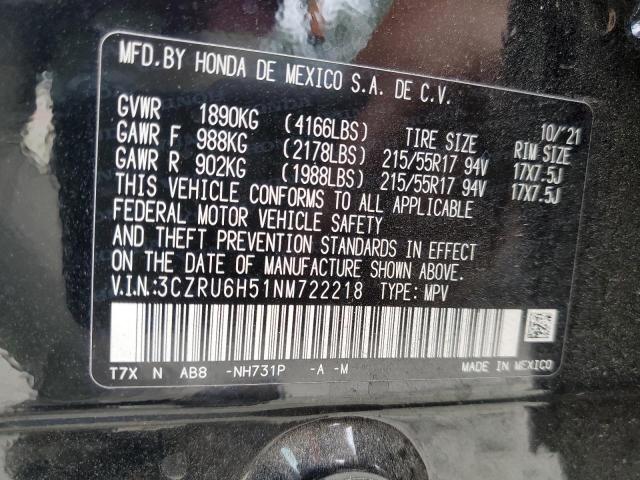 MFD. BY HONDA DE MEXICO S.A. DE C.V.
10/'21
GVWR 1890KG (4166LBS) TIRE SIZE RIM SIZE
GAWR F 988KG (2178LBS) 215/55R17 94V 17X7.5J
GAWR R 902KG (1988LBS) 215/55R17 94V 17X7.5J
THIS VEHICLE CONFORMS TO ALL APPLICABLE
FEDERAL MOTOR VEHICLE SAFETY
AND THEFT PREVENTION STANDARDS IN EFFECT
ON THE DATE OF MANUFACTURE SHOWN ABOVE.
V.I.N.:3CZRU6H51NM722218 TYPE: MPV
T7X N AB8 -NH731P -A -M MADE IN MEXICO